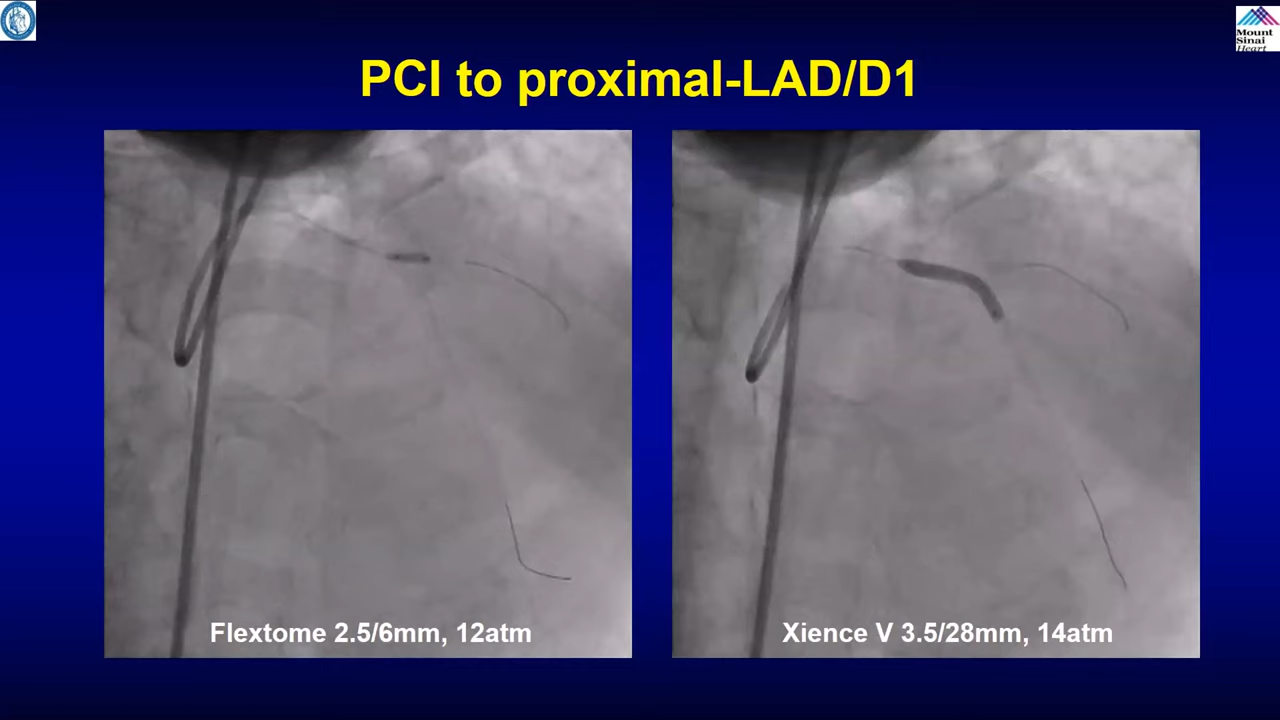 Mount
Sinai
Heart
PCI to proximal-LAD/D1
Flextome 2.5/6mm, 12atm
Xience V 3.5/28mm, 14atm